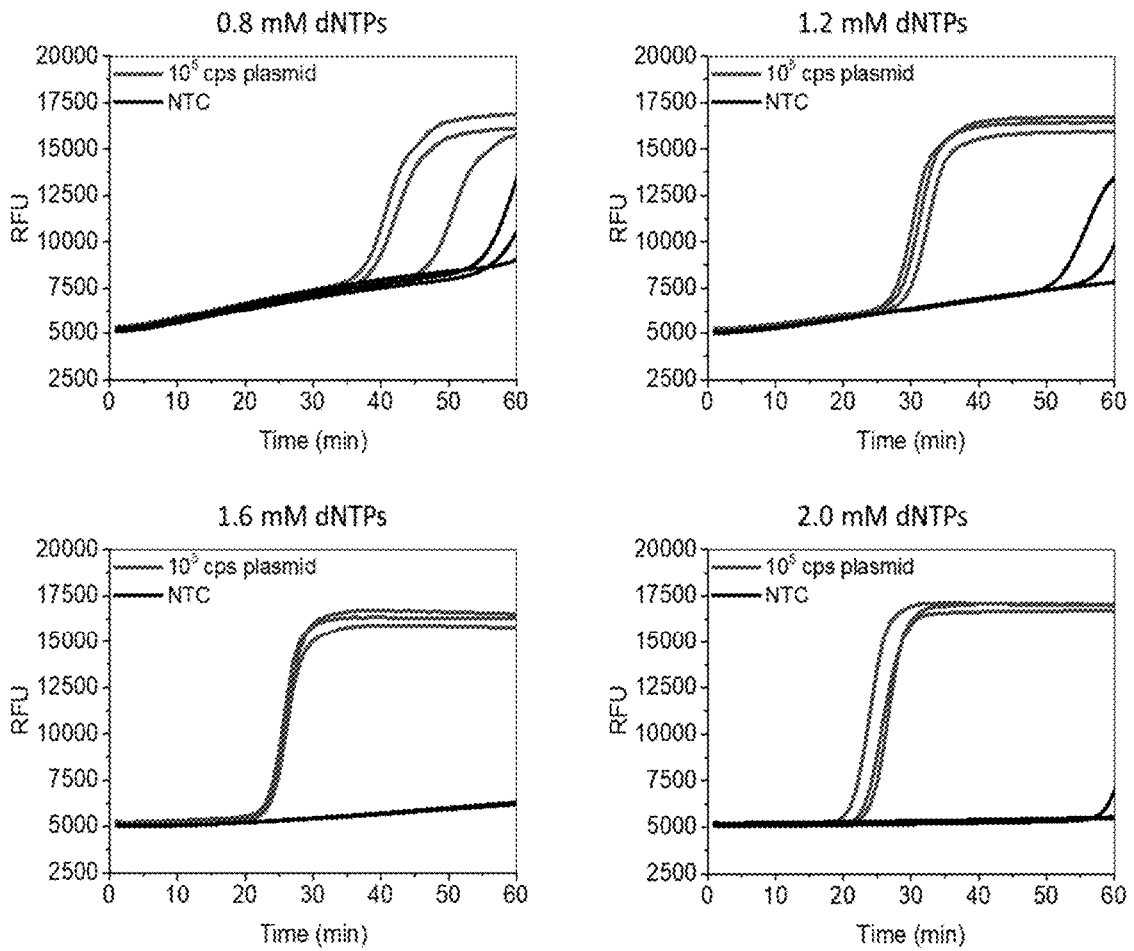 0.8 mM dNTPs
20000
17500
15000
12500
10000
7500
5000
2500
RFU
10⁵ cps plasmid
NTC
0 10 20 30 40 50 60
Time (min)
1.2 mM dNTPs
20000
17500
15000
12500
10000
7500
5000
2500
RFU
10⁵ cps plasmid
NTC
0 10 20 30 40 50 60
Time (min)
1.6 mM dNTPs
20000
17500
15000
12500
10000
7500
5000
2500
RFU
10⁵ cps plasmid
NTC
0 10 20 30 40 50 60
Time (min)
2.0 mM dNTPs
20000
17500
15000
12500
10000
7500
5000
2500
RFU
10⁵ cps plasmid
NTC
0 10 20 30 40 50 60
Time (min)